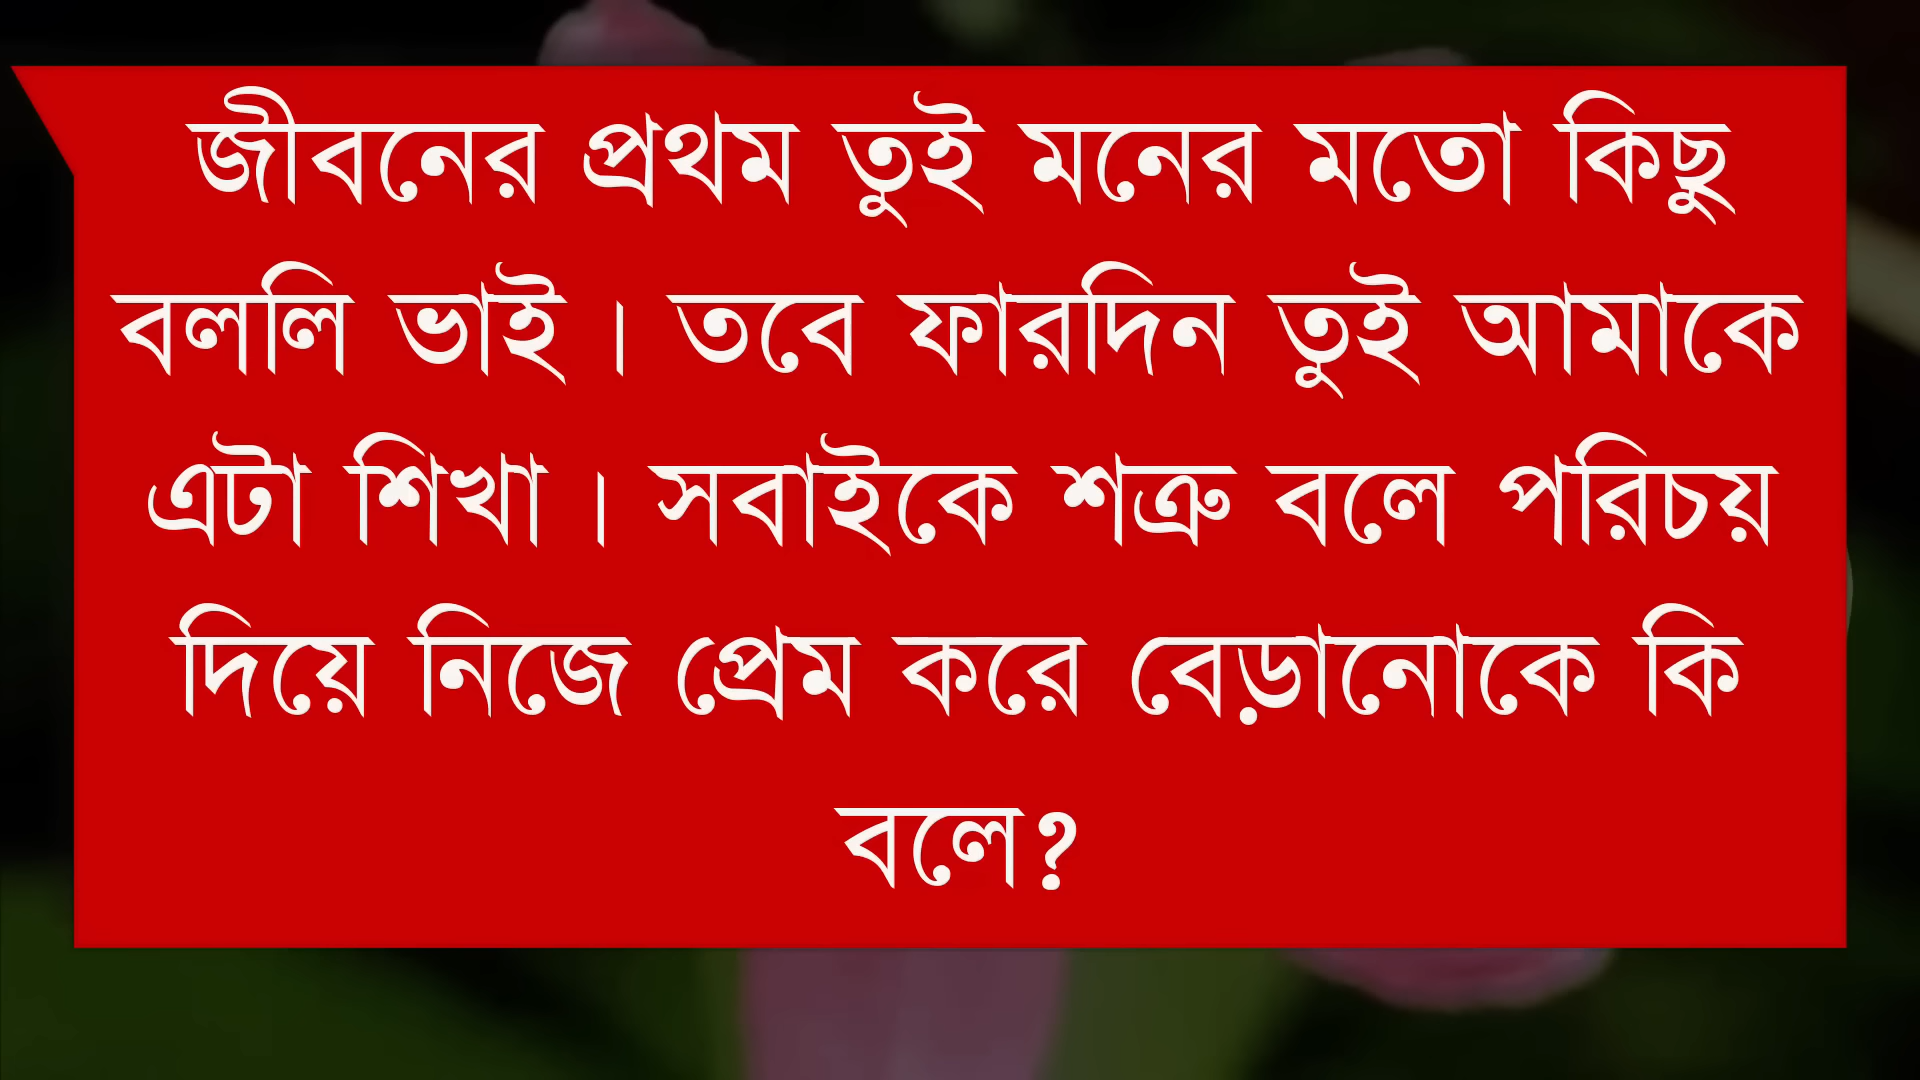 জীবনের প্রথম তুই মনের মতো কিছু
বললি ভাই । তবে ফারদিন তুই আমাকে
এটা শিখা । সবাইকে শত্রু বলে পরিচয়
দিয়ে নিজে প্রেম করে বেড়ানোকে কি
বলে?